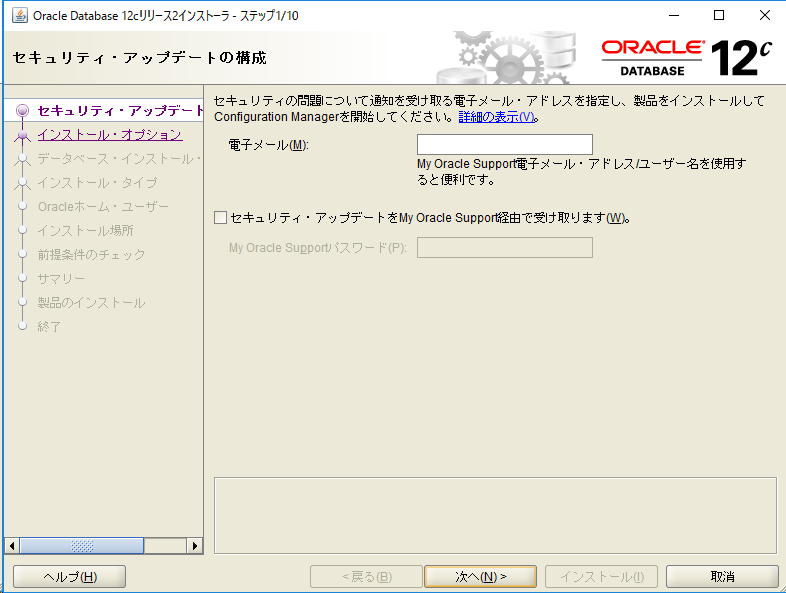 Oracle Database 12cリリース2インストーラ - ステップ1/10
セキュリティ・アップデートの構成
ORACLE®
DATABASE
12c
セキュリティ・アップデート
インストール・オプション
データベース・インストール・
インストール・タイプ
Oracleホーム・ユーザー
インストール場所
前提条件のチェック
サマリー
製品のインストール
終了
セキュリティの問題について通知を受け取る電子メール・アドレスを指定し、製品をインストールして
Configuration Managerを開始してください。詳細の表示(V)。
電子メール(M):
My Oracle Support電子メール・アドレス/ユーザー名を使用す
ると便利です。
セキュリティ・アップデートをMy Oracle Support経由で受け取ります(W)。
My Oracle Supportパスワード(P):
ヘルプ(H)
< 戻る(B)
次へ(N) >
インストール(I)
取消